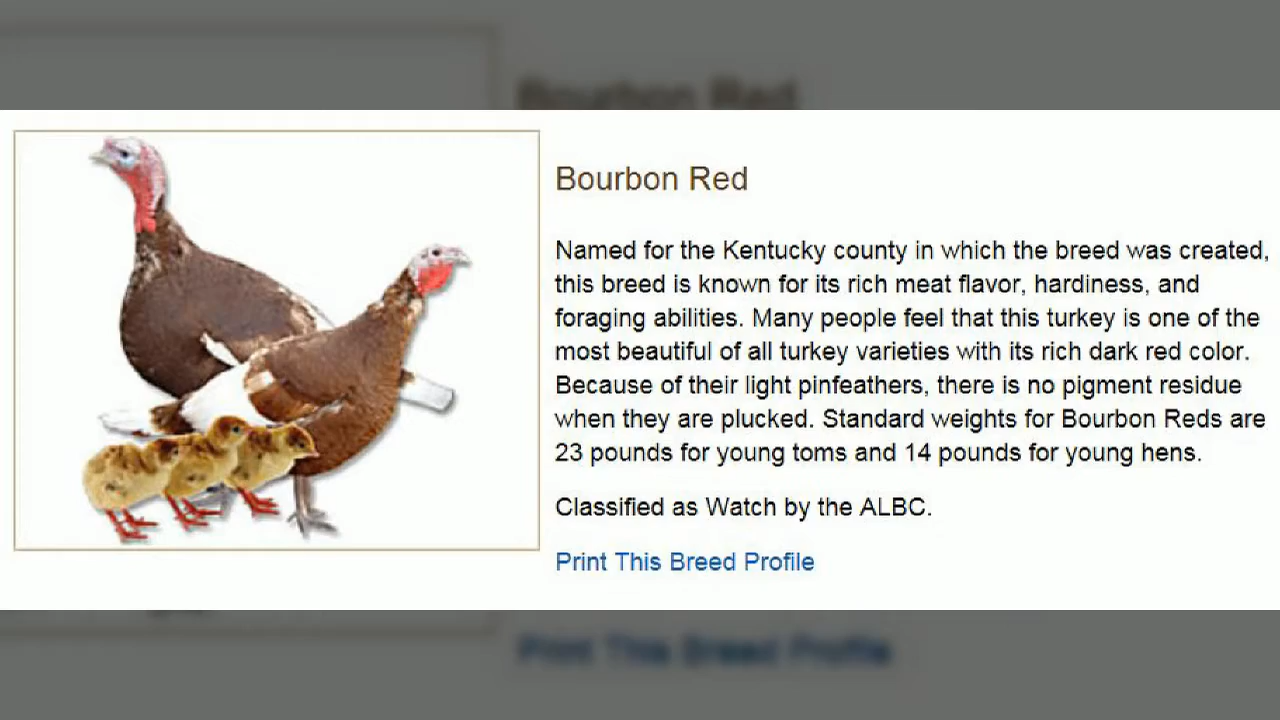 Bourbon Red
Named for the Kentucky county in which the breed was created,
this breed is known for its rich meat flavor, hardiness, and
foraging abilities. Many people feel that this turkey is one of the
most beautiful of all turkey varieties with its rich dark red color.
Because of their light pinfeathers, there is no pigment residue
when they are plucked. Standard weights for Bourbon Reds are
23 pounds for young toms and 14 pounds for young hens.
Classified as Watch by the ALBC.
Print This Breed Profile